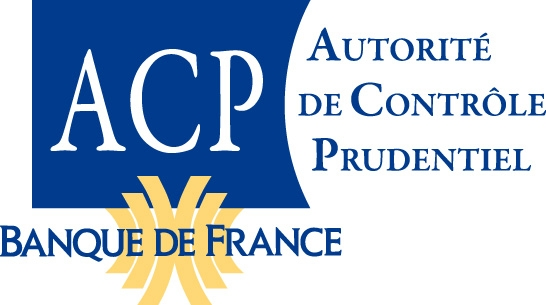 ACP
AUTORITÉ
DE CONTRÔLE
PRUDENTIEL
BANQUE DE FRANCE